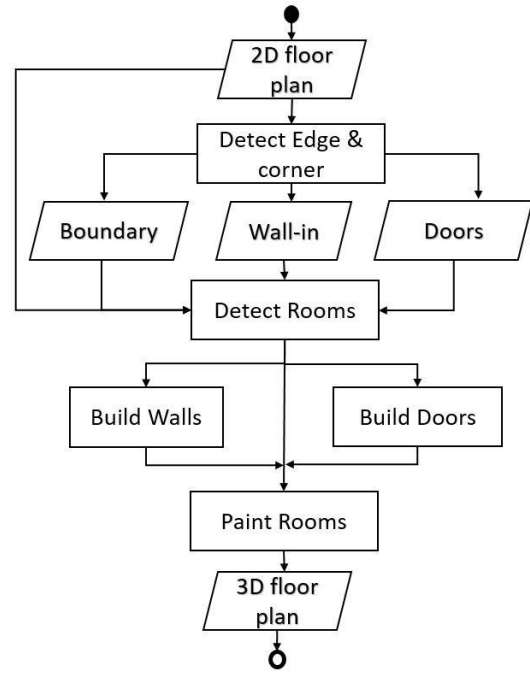 2D floor
plan
Detect Edge &
corner
Boundary
Wall-in
Doors
Detect Rooms
Build Walls
Build Doors
Paint Rooms
3D floor
plan